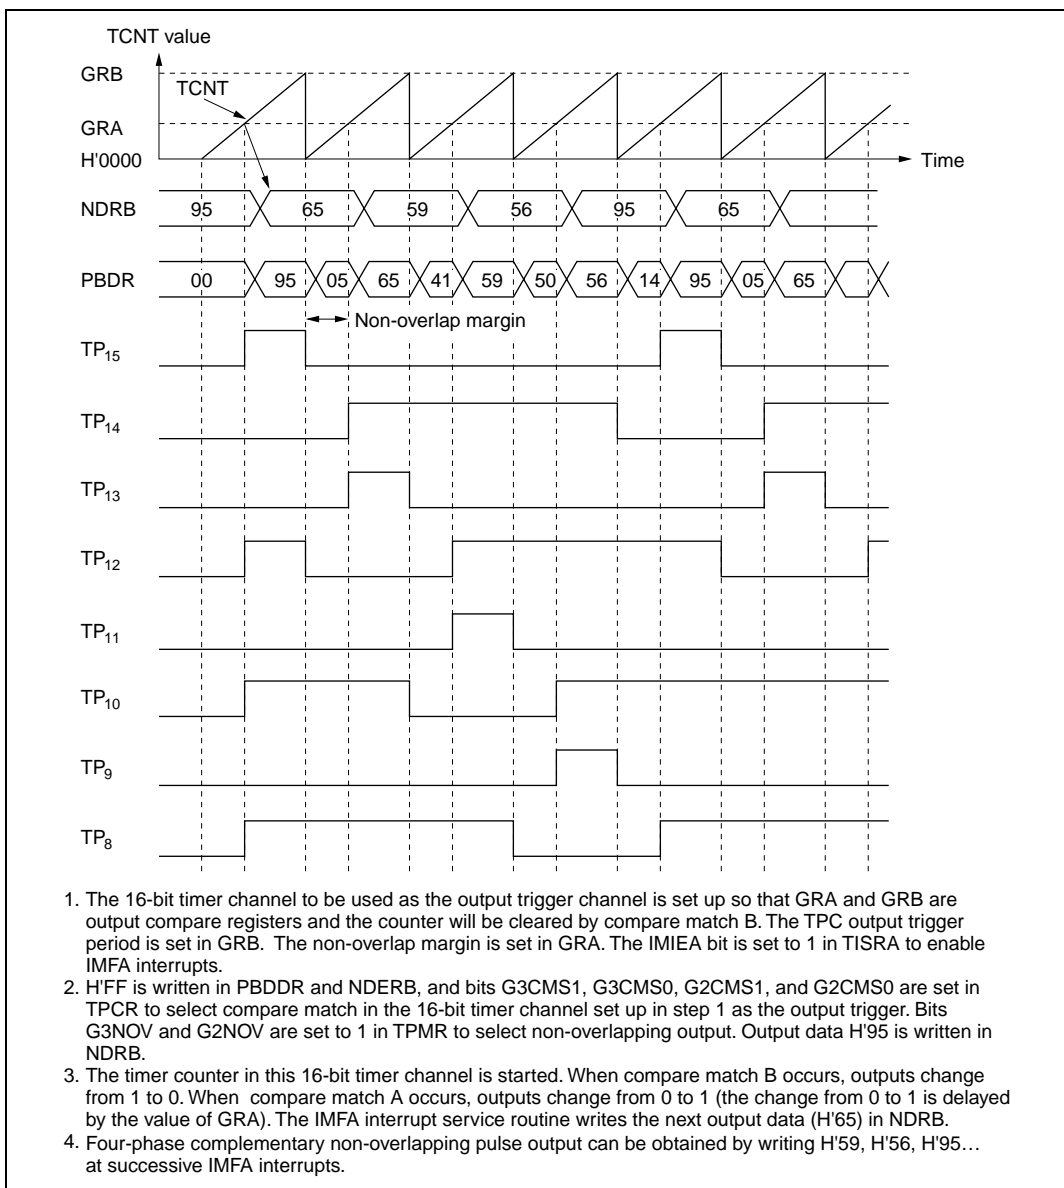 TCNT value
GRB
TCNT
GRA
H'0000
Time
NDRB 95 65 59 56 95 65
PBDR 00 95 05 65 41 59 50 56 14 95 05 65
Non-overlap margin
TP15
TP14
TP13
TP12
TP11
TP10
TP9
TP8
1. The 16-bit timer channel to be used as the output trigger channel is set up so that GRA and GRB are
output compare registers and the counter will be cleared by compare match B. The TPC output trigger
period is set in GRB. The non-overlap margin is set in GRA. The IMIEA bit is set to 1 in TISRA to enable
IMFA interrupts.
2. H'FF is written in PBDDR and NDERB, and bits G3CMS1, G3CMS0, G2CMS1, and G2CMS0 are set in
TPCR to select compare match in the 16-bit timer channel set up in step 1 as the output trigger. Bits
G3NOV and G2NOV are set to 1 in TPMR to select non-overlapping output. Output data H'95 is written in
NDRB.
3. The timer counter in this 16-bit timer channel is started. When compare match B occurs, outputs change
from 1 to 0. When compare match A occurs, outputs change from 0 to 1 (the change from 0 to 1 is delayed
by the value of GRA). The IMFA interrupt service routine writes the next output data (H'65) in NDRB.
4. Four-phase complementary non-overlapping pulse output can be obtained by writing H'59, H'56, H'95…
at successive IMFA interrupts.